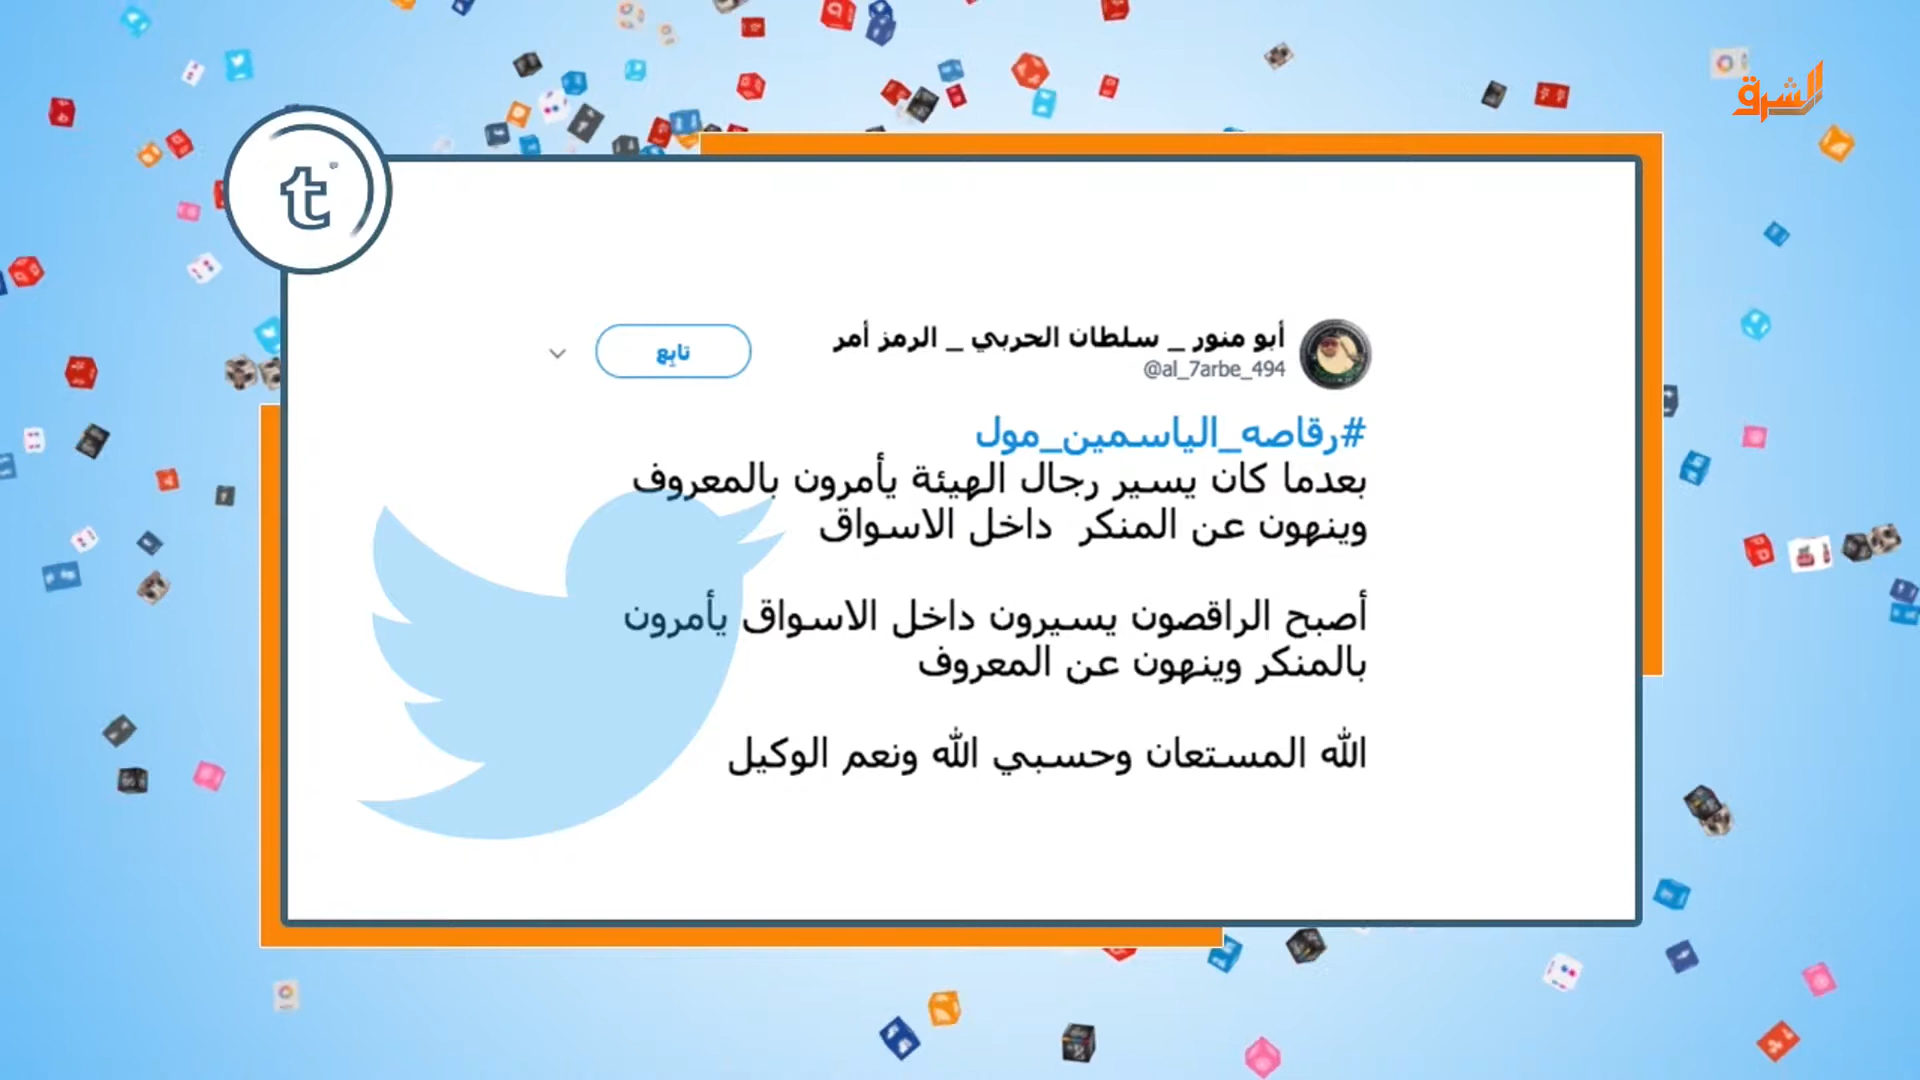 الشرق
t
أبو منور _ سلطان الحربي _ الرمز أمر
@al_7arbe_494
تابِع
#رقاصه_الياسمين_مول
بعدما كان يسير رجال الهيئة يأمرون بالمعروف
وينهون عن المنكر داخل الاسواق
أصبح الراقصون يسيرون داخل الاسواق يأمرون
بالمنكر وينهون عن المعروف
الله المستعان وحسبي الله ونعم الوكيل